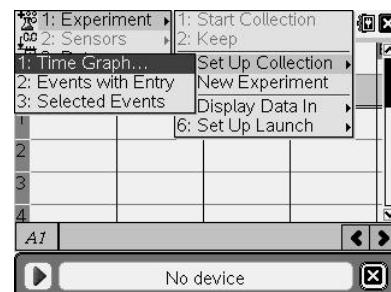 1: Experiment
2: Sensors
1: Start Collection
2: Keep
Set Up Collection
New Experiment
Display Data In
6: Set Up Launch
1: Time Graph...
2: Events with Entry
3: Selected Events
1
2
3
4
A1
No device